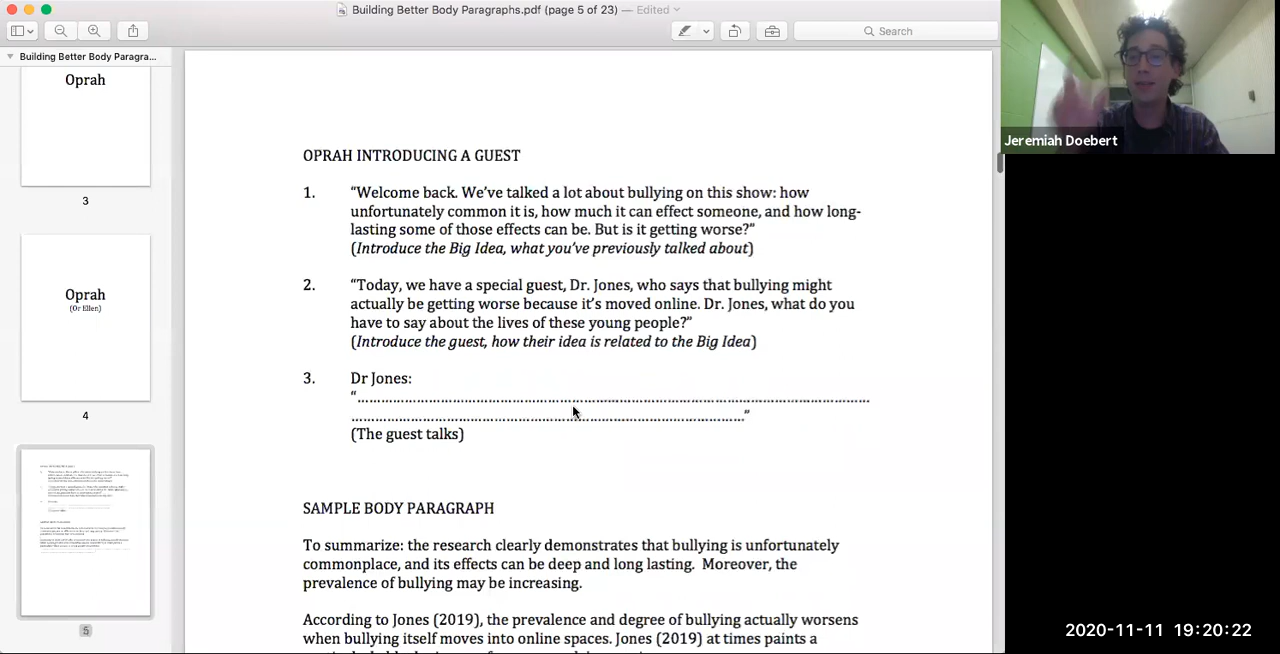 Building Better Body Paragraphs.pdf (page 5 of 23) — Edited
Search
Building Better Body Paragra...
Oprah
3
Oprah
(Or Ellen)
4
5
OPRAH INTRODUCING A GUEST
1. “Welcome back. We’ve talked a lot about bullying on this show: how
unfortunately common it is, how much it can effect someone, and how long-
lasting some of those effects can be. But is it getting worse?”
(Introduce the Big Idea, what you’ve previously talked about)
2. “Today, we have a special guest, Dr. Jones, who says that bullying might
actually be getting worse because it’s moved online. Dr. Jones, what do you
have to say about the lives of these young people?”
(Introduce the guest, how their idea is related to the Big Idea)
3. Dr Jones:
“.......................................................................................................................
...........................................................................................”
(The guest talks)
SAMPLE BODY PARAGRAPH
To summarize: the research clearly demonstrates that bullying is unfortunately
commonplace, and its effects can be deep and long lasting. Moreover, the
prevalence of bullying may be increasing.
According to Jones (2019), the prevalence and degree of bullying actually worsens
when bullying itself moves into online spaces. Jones (2019) at times paints a
Jeremiah Doebert
2020-11-11 19:20:22